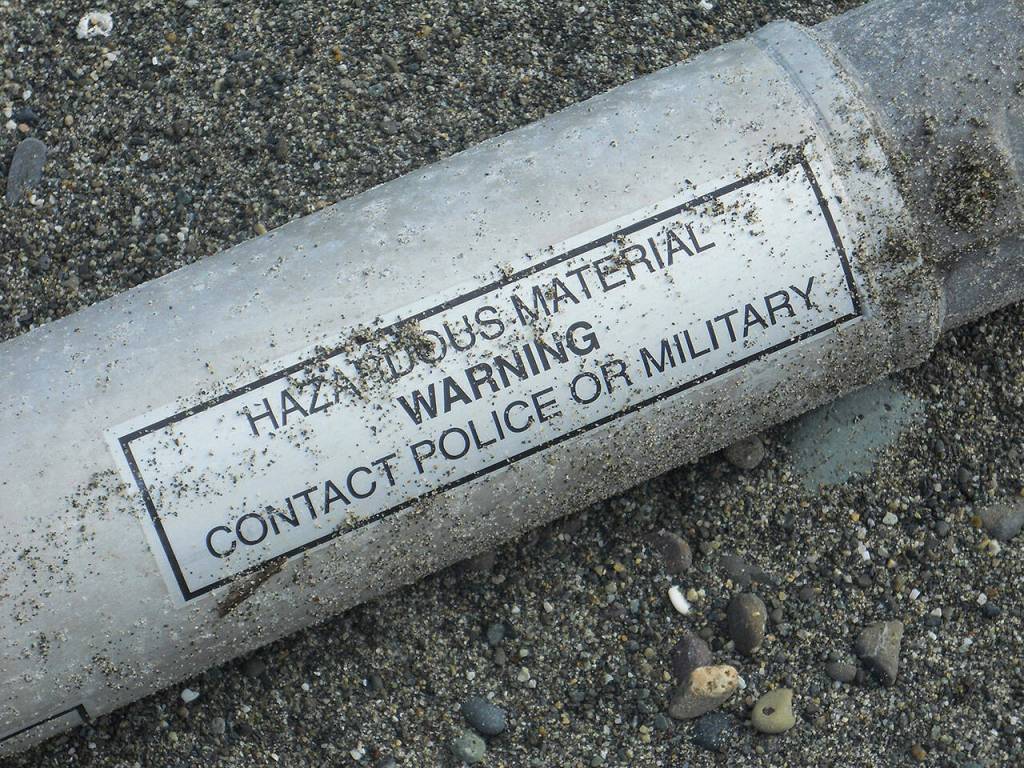 HAZARDOUS MATERIAL
WARNING
CONTACT POLICE OR MILITARY